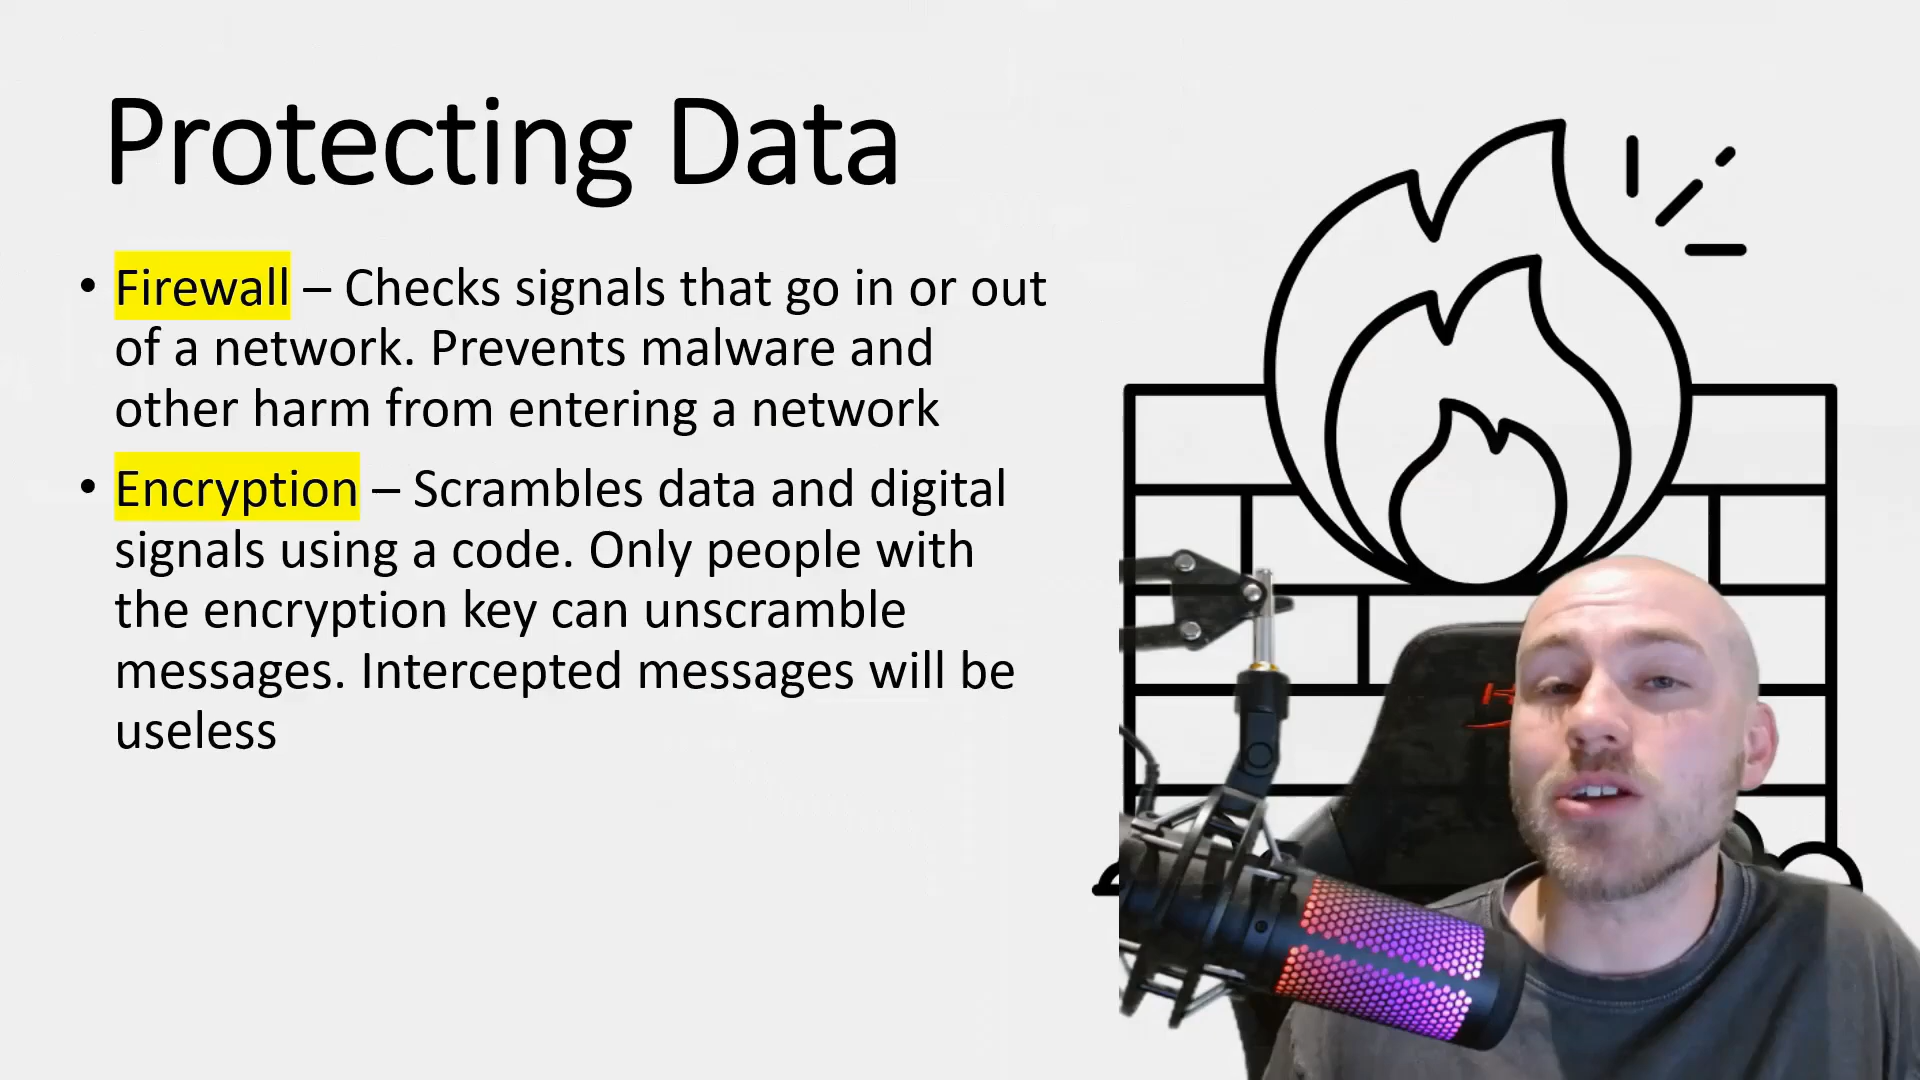 Protecting Data
• Firewall – Checks signals that go in or out
of a network. Prevents malware and
other harm from entering a network
• Encryption – Scrambles data and digital
signals using a code. Only people with
the encryption key can unscramble
messages. Intercepted messages will be
useless